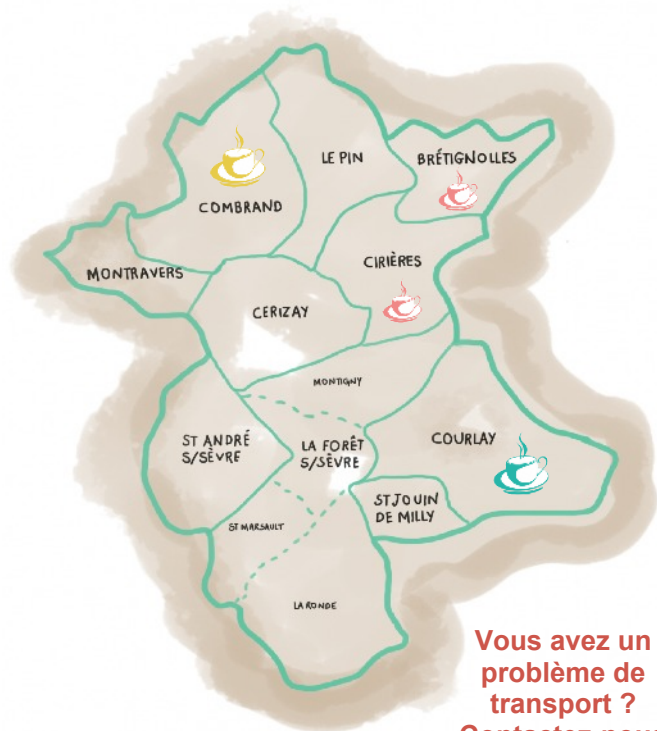 LE PIN
BRÉTIGNOLLES
COMBRAND
MONTRAVERS
CIRIÈRES
CERIZAY
MONTIGNY
ST ANDRÉ
S/SÈVRE
LA FORÊT
S/SÈVRE
COURLAY
ST JOUIN
DE MILLY
ST MARSAULT
LA RONDE
Vous avez un
problème de
transport ?